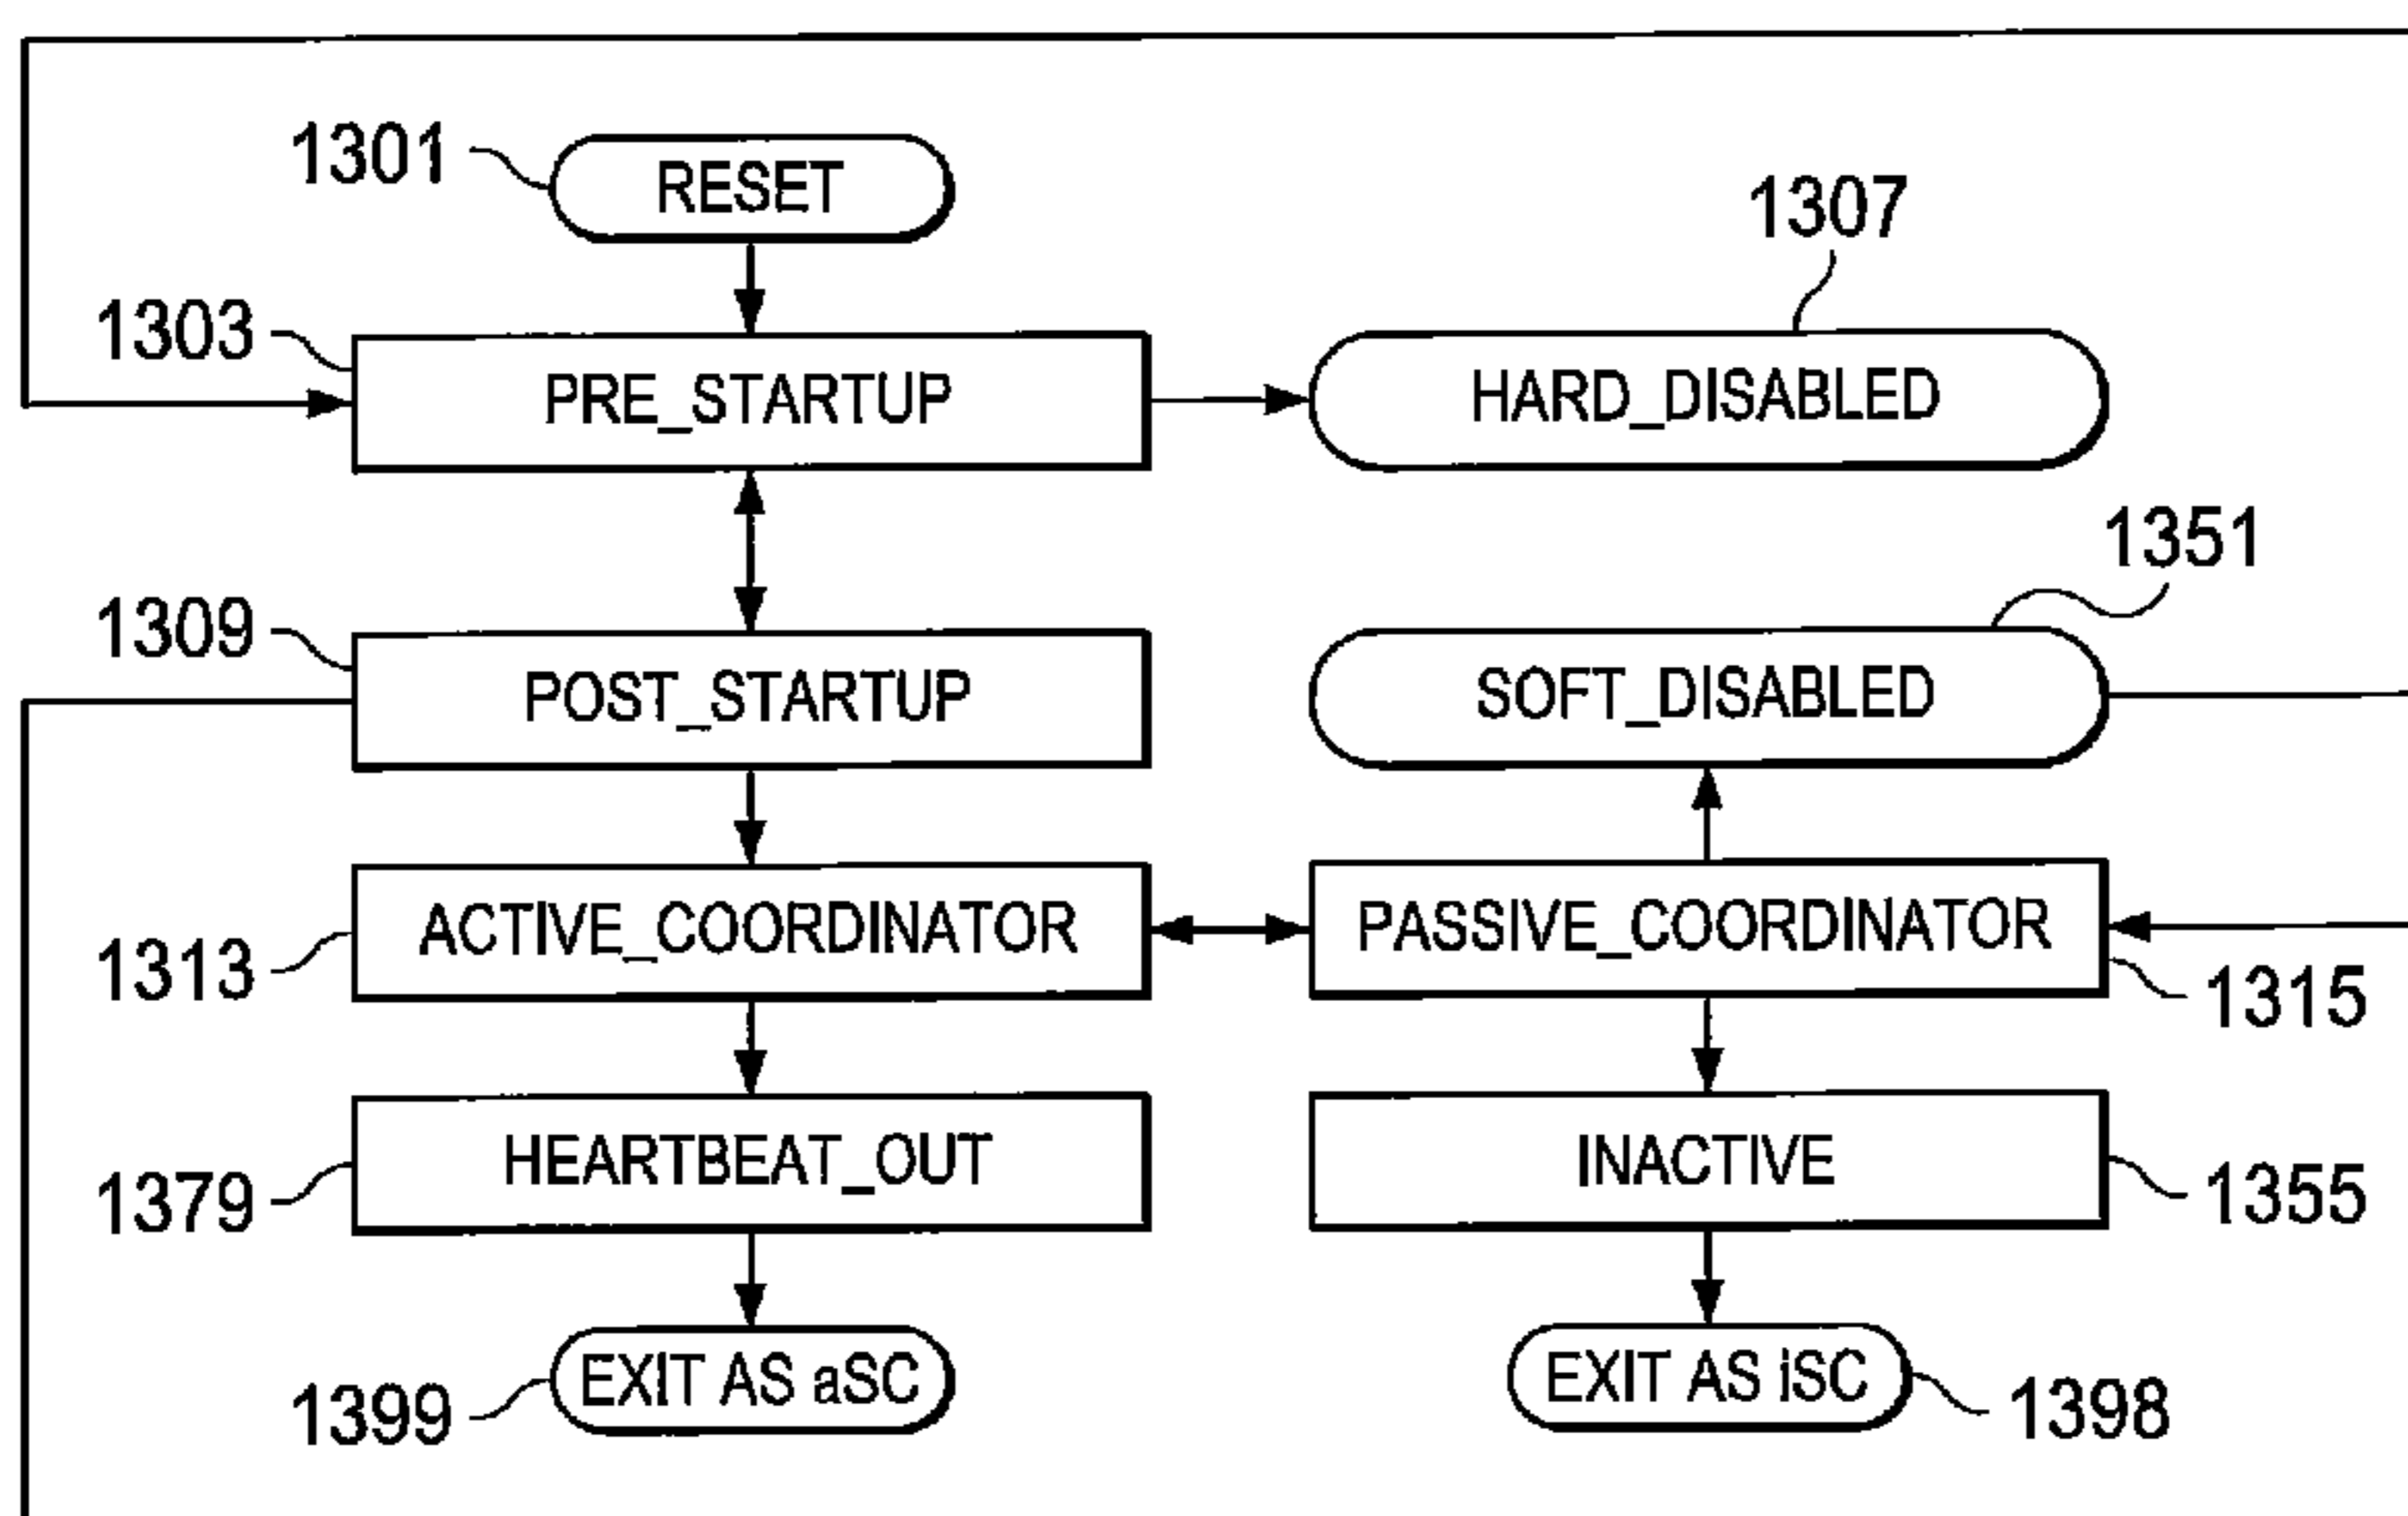 1301
RESET
1307
1303
PRE_STARTUP
HARD_DISABLED
1351
1309
POST_STARTUP
SOFT_DISABLED
ACTIVE_COORDINATOR
PASSIVE_COORDINATOR
1313
1315
HEARTBEAT_OUT
INACTIVE
1379
1355
EXIT AS aSC
EXIT AS iSC
1399
1398